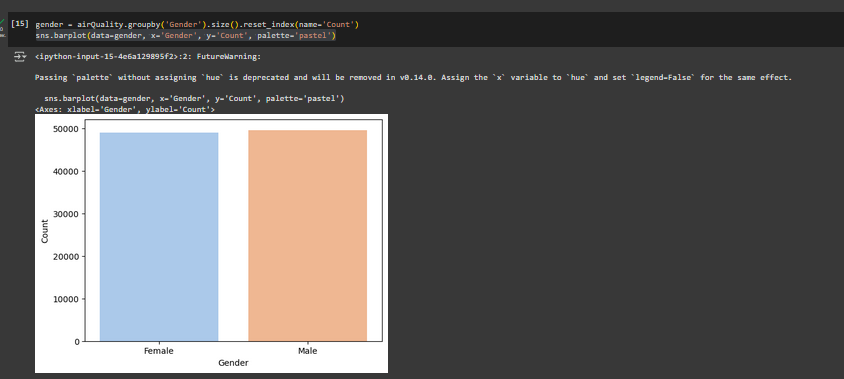 [15] gender = airQuality.groupby('Gender').size().reset_index(name='Count')
sns.barplot(data=gender, x='Gender', y='Count', palette='pastel')
<ipython-input-15-4e6a129895f2>:2: FutureWarning:
Passing `palette` without assigning `hue` is deprecated and will be removed in v0.14.0. Assign the `x` variable to `hue` and set `legend=False` for the same effect.
sns.barplot(data=gender, x='Gender', y='Count', palette='pastel')
<Axes: xlabel='Gender', ylabel='Count'>
50000
40000
30000
20000
10000
0
Count
Female Male
Gender